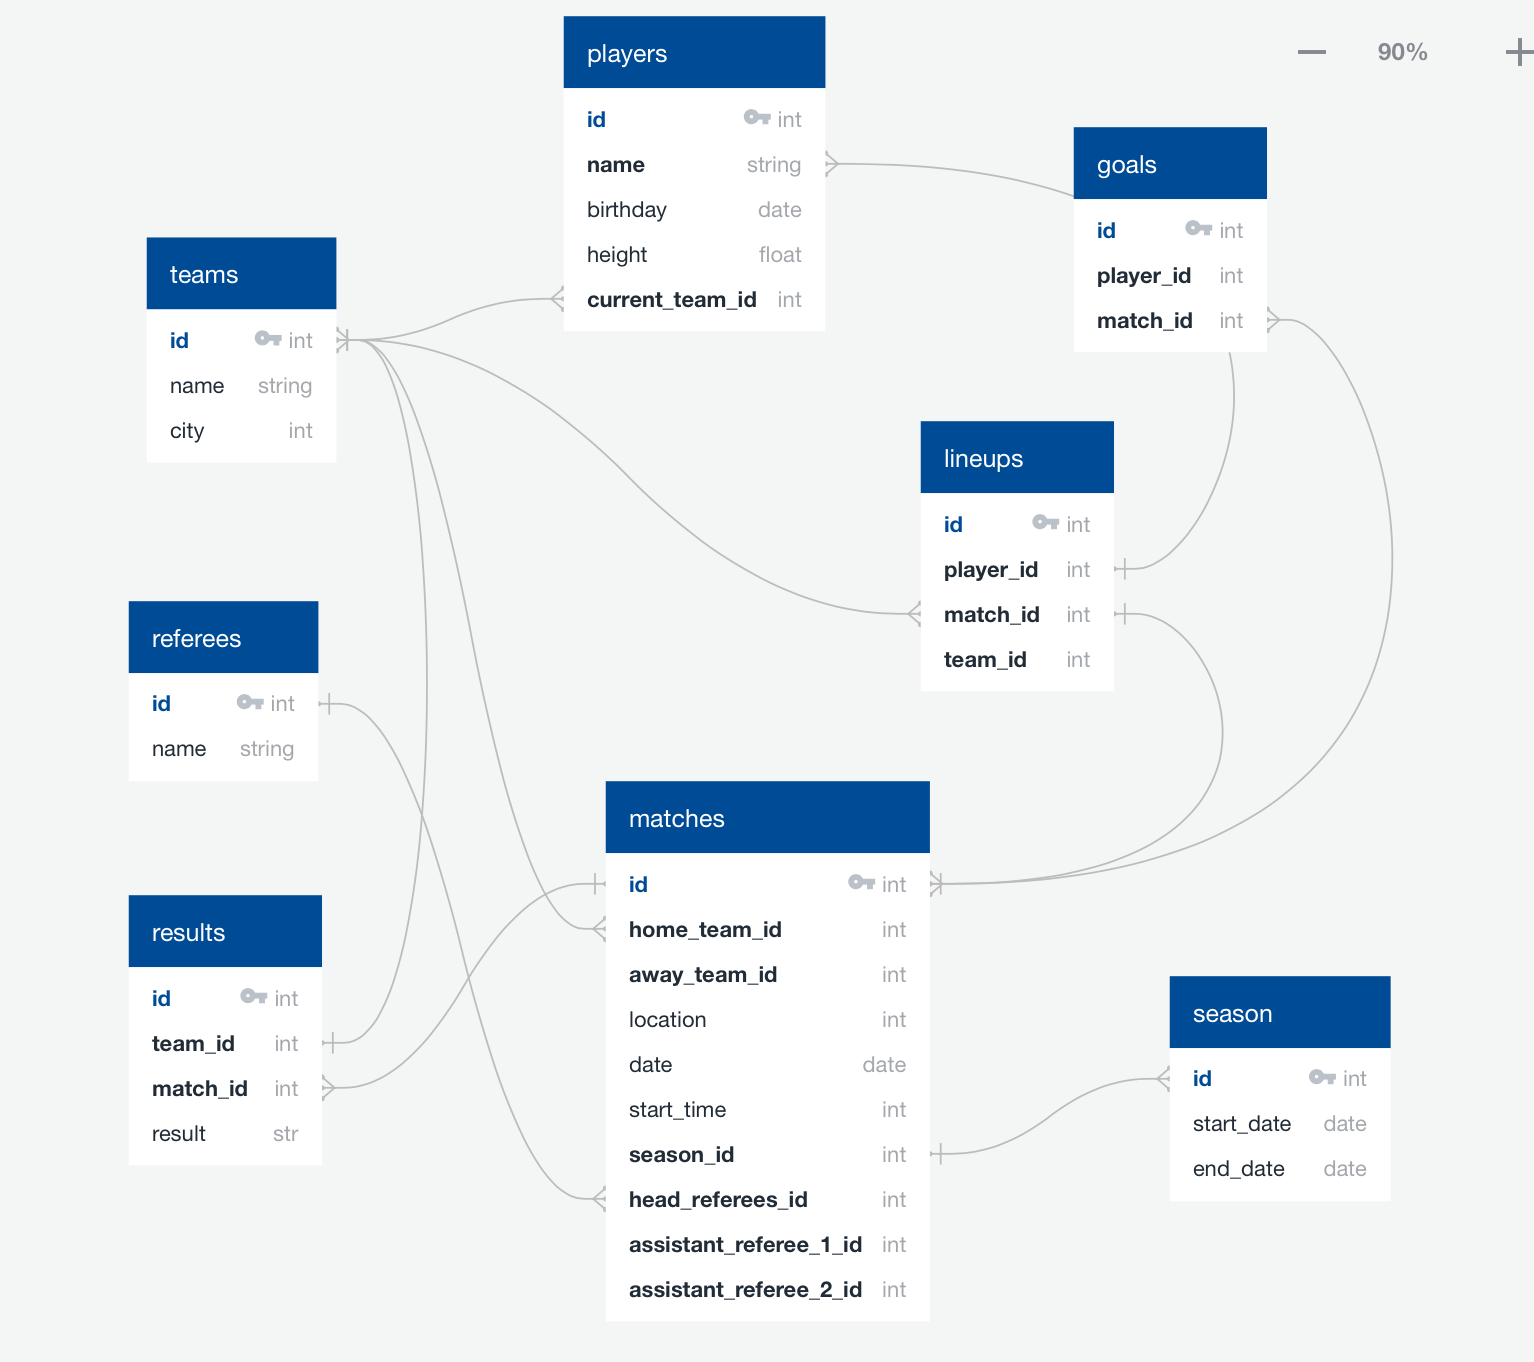 players
id int
name string
birthday date
height float
current_team_id int
90%
goals
id int
player_id int
match_id int
teams
id int
name string
city int
lineups
id int
player_id int
match_id int
team_id int
referees
id int
name string
matches
id int
home_team_id int
away_team_id int
location int
date date
start_time int
season_id int
head_referees_id int
assistant_referee_1_id int
assistant_referee_2_id int
results
id int
team_id int
match_id int
result str
season
id int
start_date date
end_date date